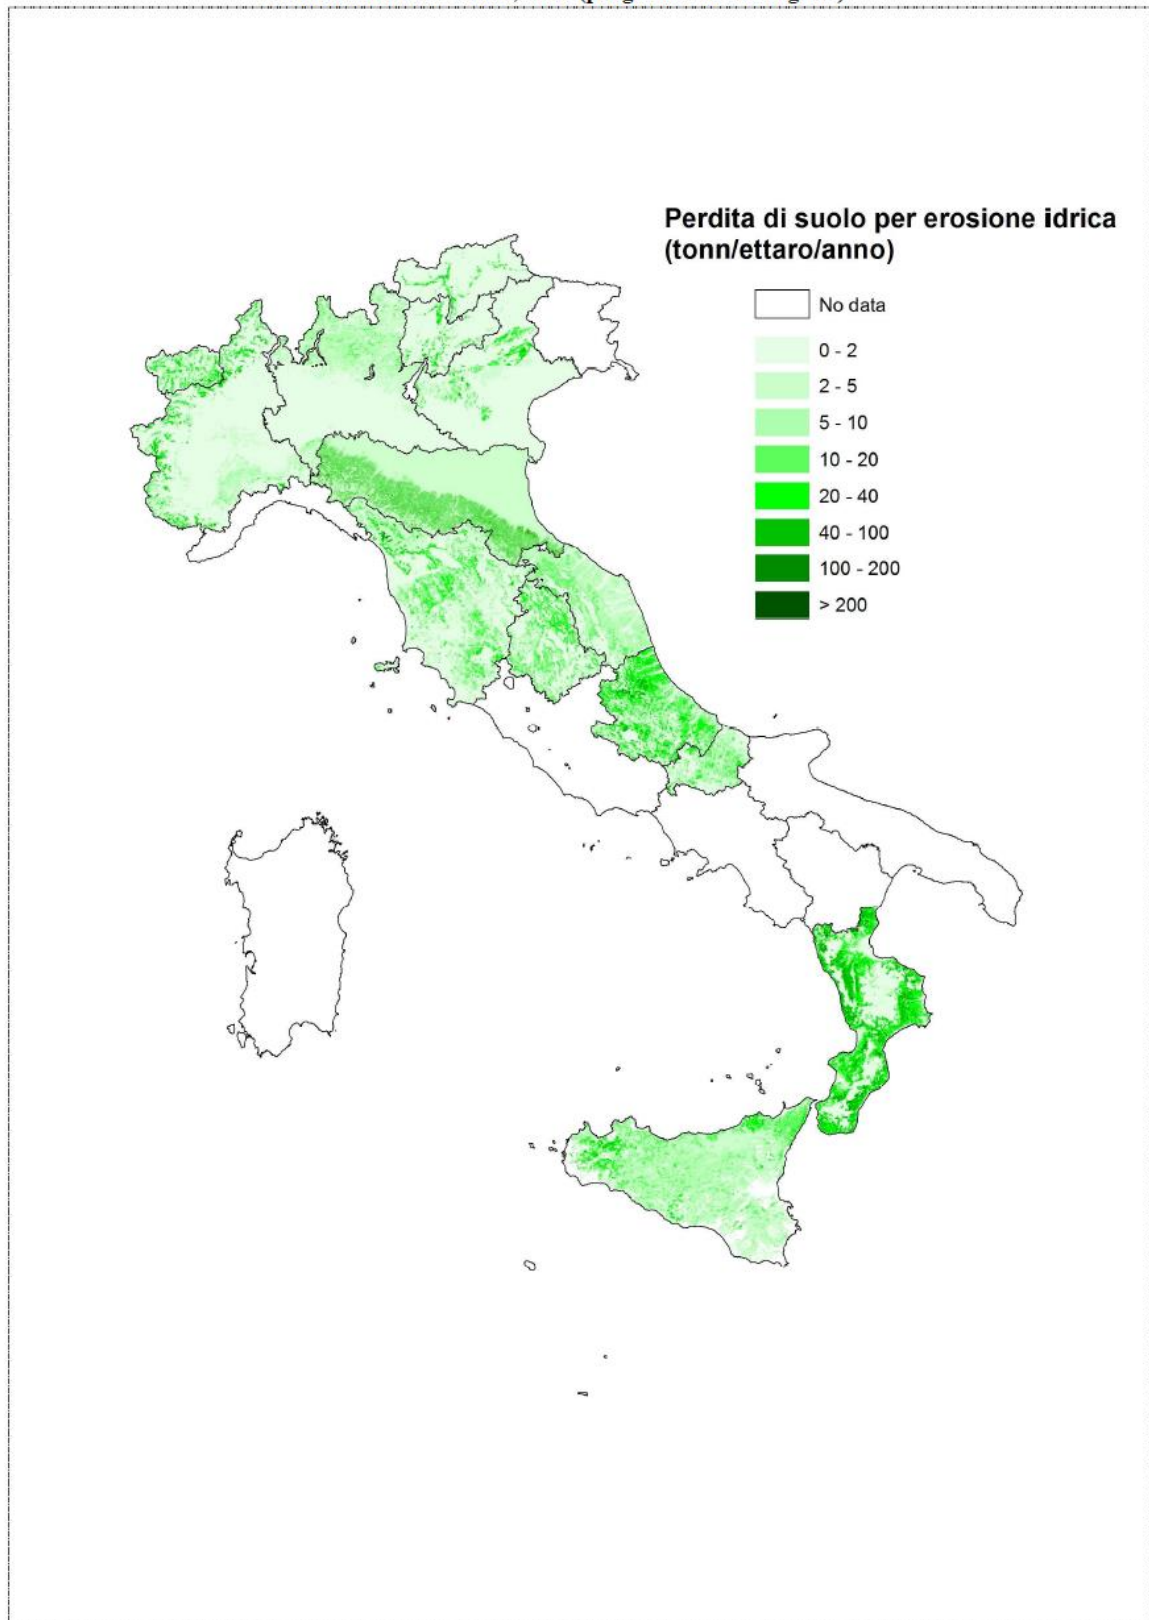 Perdita di suolo per erosione idrica
(tonn/ettaro/anno)
No data
0 - 2
2 - 5
5 - 10
10 - 20
20 - 40
40 - 100
100 - 200
> 200